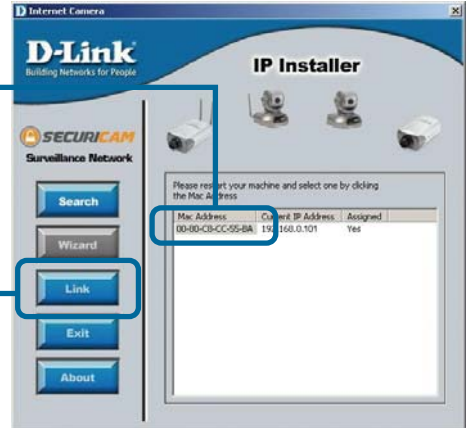 Internet Camera
D-Link
Building Networks for People
IP Installer
SECURICAM
Surveillance Network
Please restart your machine and select one by clicking
the Mac Address
Mac Address Current IP Address Assigned
00-80-C8-CC-55-8A 192.168.0.101 Yes
Search
Wizard
Link
Exit
About